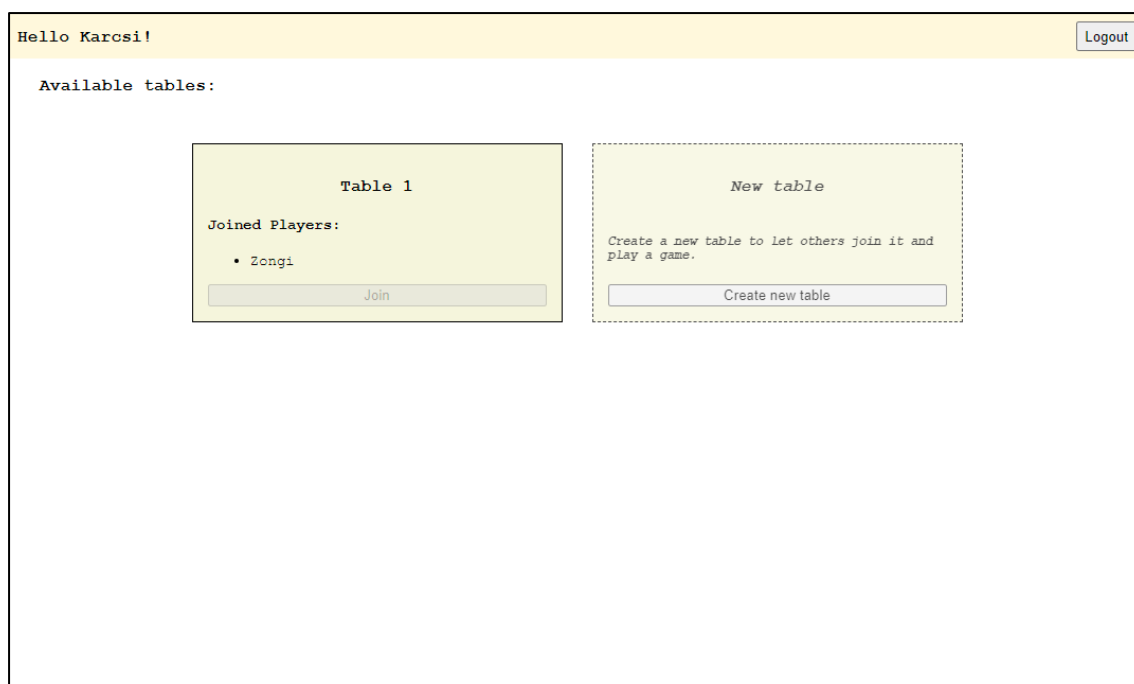 Hello Karcsi!
Logout
Available tables:
Table 1
Joined Players:
• Zongi
Join
New table
Create a new table to let others join it and
play a game.
Create new table